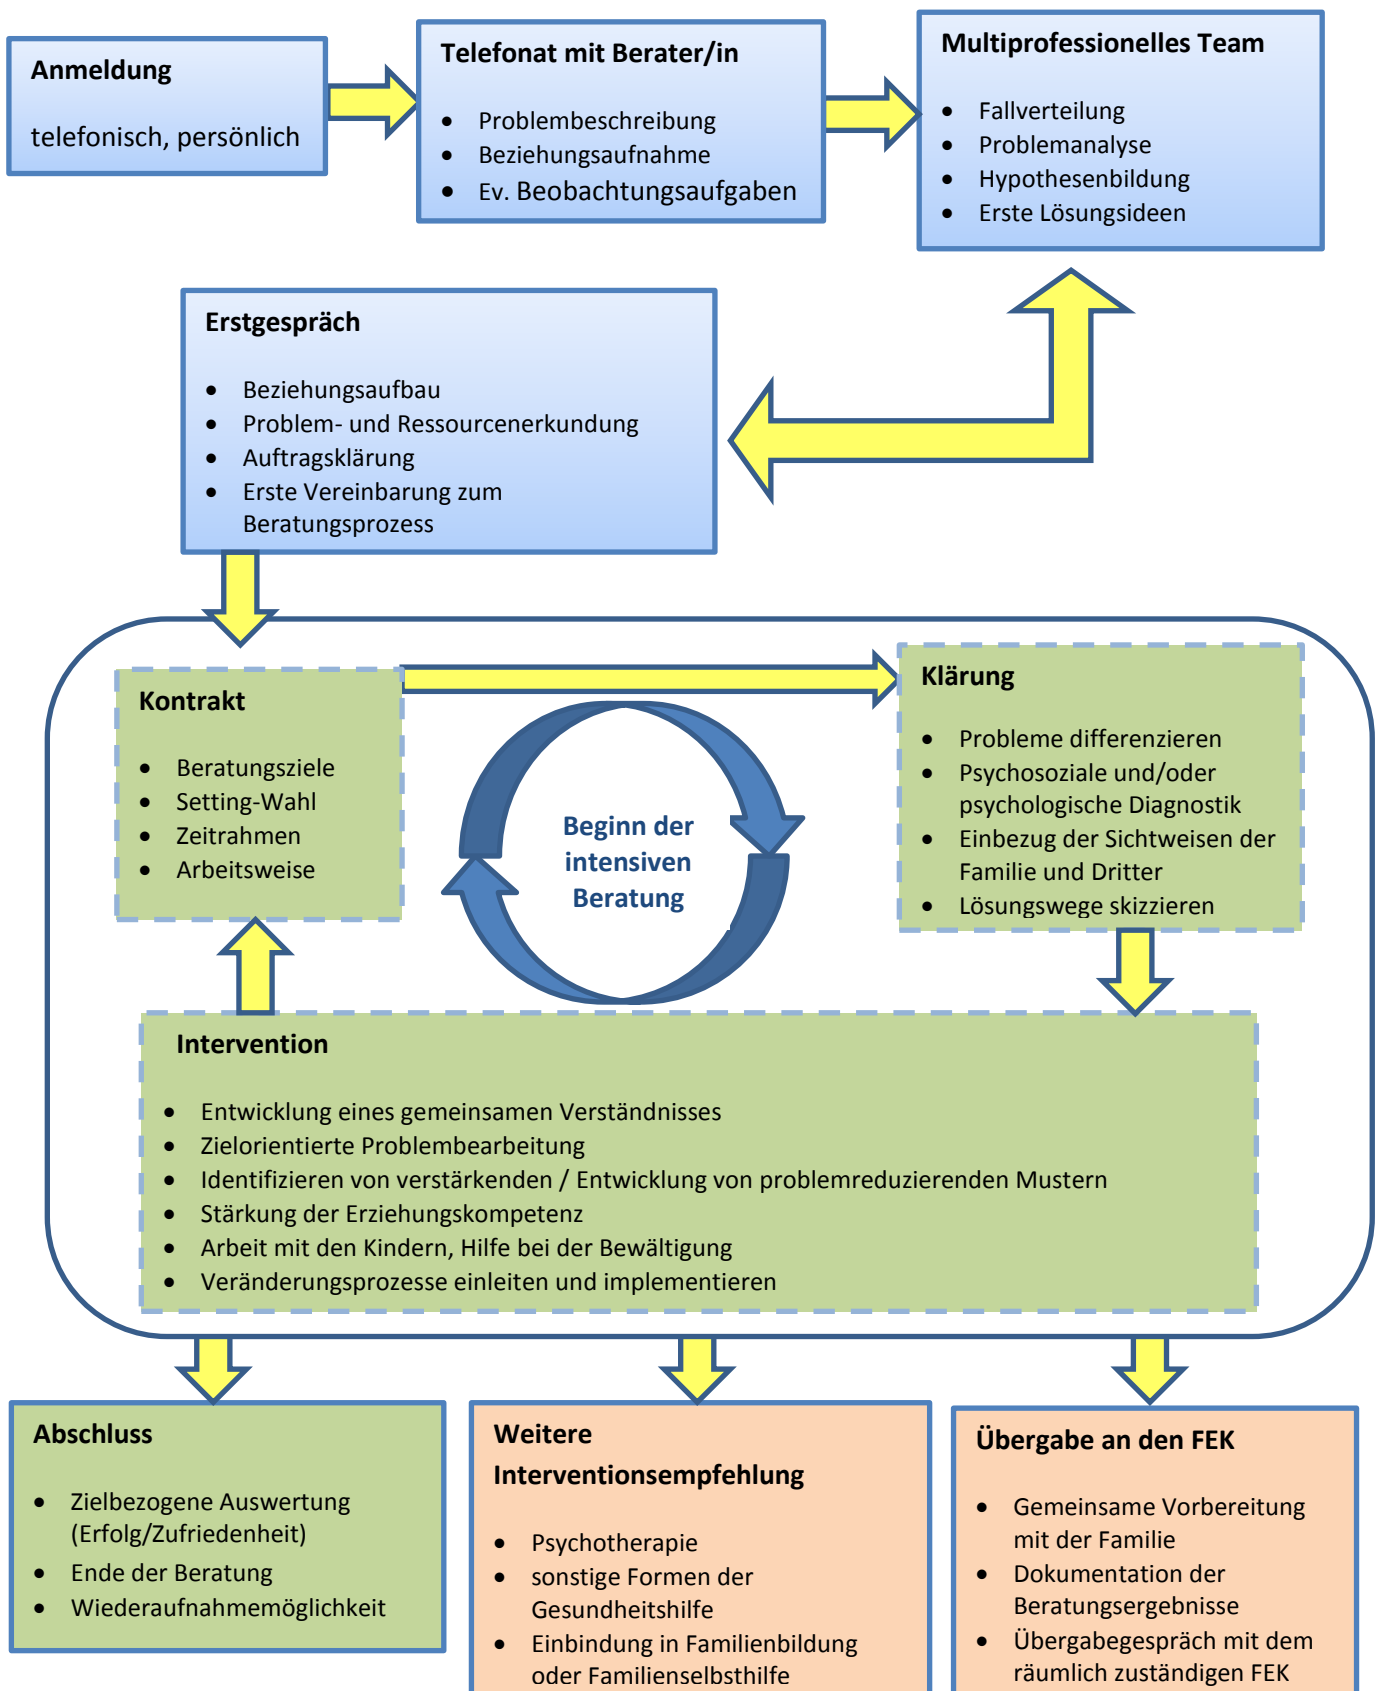 Anmeldung
telefonisch, persönlich
Telefonat mit Berater/in
• Problembeschreibung
• Beziehungsaufnahme
• Ev. Beobachtungsaufgaben
Multiprofessionelles Team
• Fallverteilung
• Problemanalyse
• Hypothesenbildung
• Erste Lösungsideen
Erstgespräch
• Beziehungsaufbau
• Problem- und Ressourcenerkundung
• Auftragsklärung
• Erste Vereinbarung zum
Beratungsprozess
Kontrakt
• Beratungsziele
• Setting-Wahl
• Zeitrahmen
• Arbeitsweise
Beginn der
intensiven
Beratung
Klärung
• Probleme differenzieren
• Psychosoziale und/oder
psychologische Diagnostik
• Einbezug der Sichtweisen der
Familie und Dritter
• Lösungswege skizzieren
Intervention
• Entwicklung eines gemeinsamen Verständnisses
• Zielorientierte Problembearbeitung
• Identifizieren von verstärkenden / Entwicklung von problemreduzierenden Mustern
• Stärkung der Erziehungskompetenz
• Arbeit mit den Kindern, Hilfe bei der Bewältigung
• Veränderungsprozesse einleiten und implementieren
Abschluss
• Zielbezogene Auswertung
(Erfolg/Zufriedenheit)
• Ende der Beratung
• Wiederaufnahmemöglichkeit
Weitere
Interventionsempfehlung
• Psychotherapie
• sonstige Formen der
Gesundheitshilfe
• Einbindung in Familienbildung
oder Familienselbsthilfe
Übergabe an den FEK
• Gemeinsame Vorbereitung
mit der Familie
• Dokumentation der
Beratungsergebnisse
• Übergabegespräch mit dem
räumlich zuständigen FEK